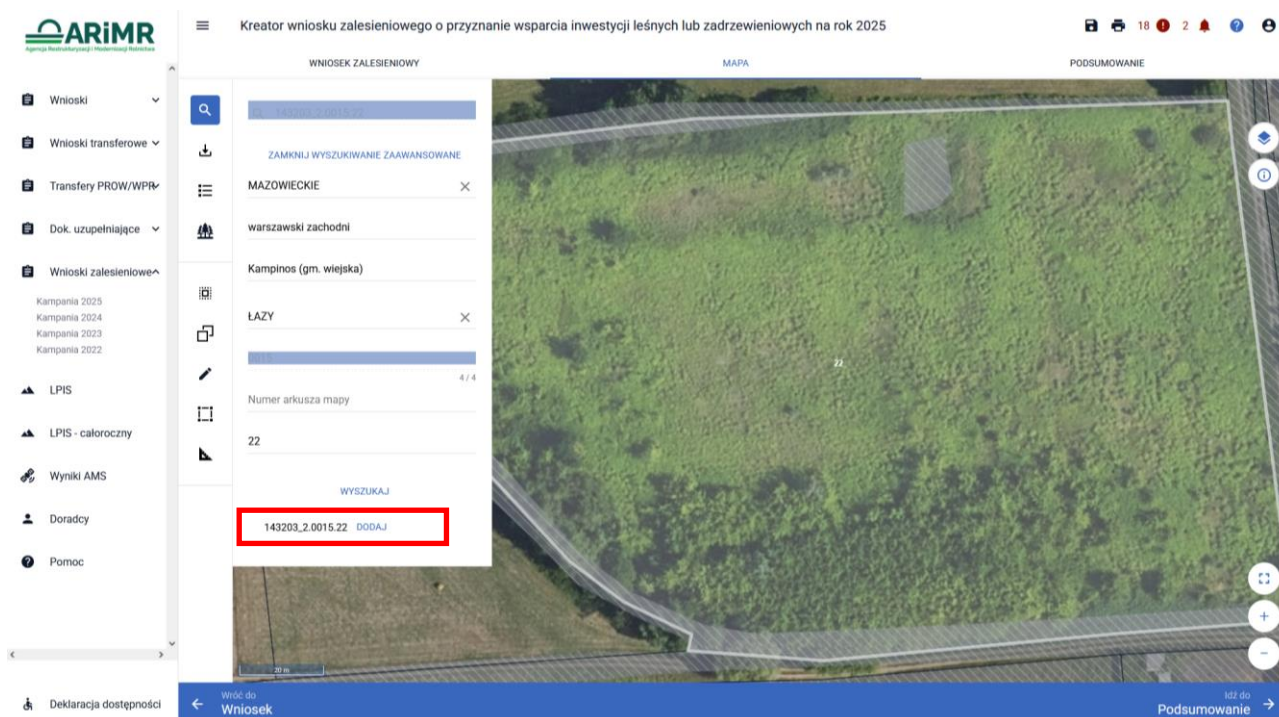 ARiMR
Agencja Restrukturyzacji i Modernizacji Rolnictwa
Kreator wniosku zalesieniowego o przyznanie wsparcia inwestycji leśnych lub zadrzewieniowych na rok 2025
18
2
WNIOSEK ZALESIENIOWY
MAPA
PODSUMOWANIE
Wnioski
Wnioski transferowe
Transfery PROW/WPR
Dok. uzupełniające
Wnioski zalesieniowe
Kampania 2025
Kampania 2024
Kampania 2023
Kampania 2022
LPIS
LPIS - całoroczny
Wyniki AMS
Doradcy
Pomoc
Deklaracja dostępności
143203_2.0015.22
ZAMKNIJ WYSZUKIWANIE ZAAWANSOWANE
MAZOWIECKIE
warszawski zachodni
Kampinos (gm. wiejska)
ŁAZY
0015
4 / 4
Numer arkusza mapy
22
WYSZUKAJ
143203_2.0015.22 DODAJ
22
20 m
Wróć do
Wniosek
Idź do
Podsumowanie